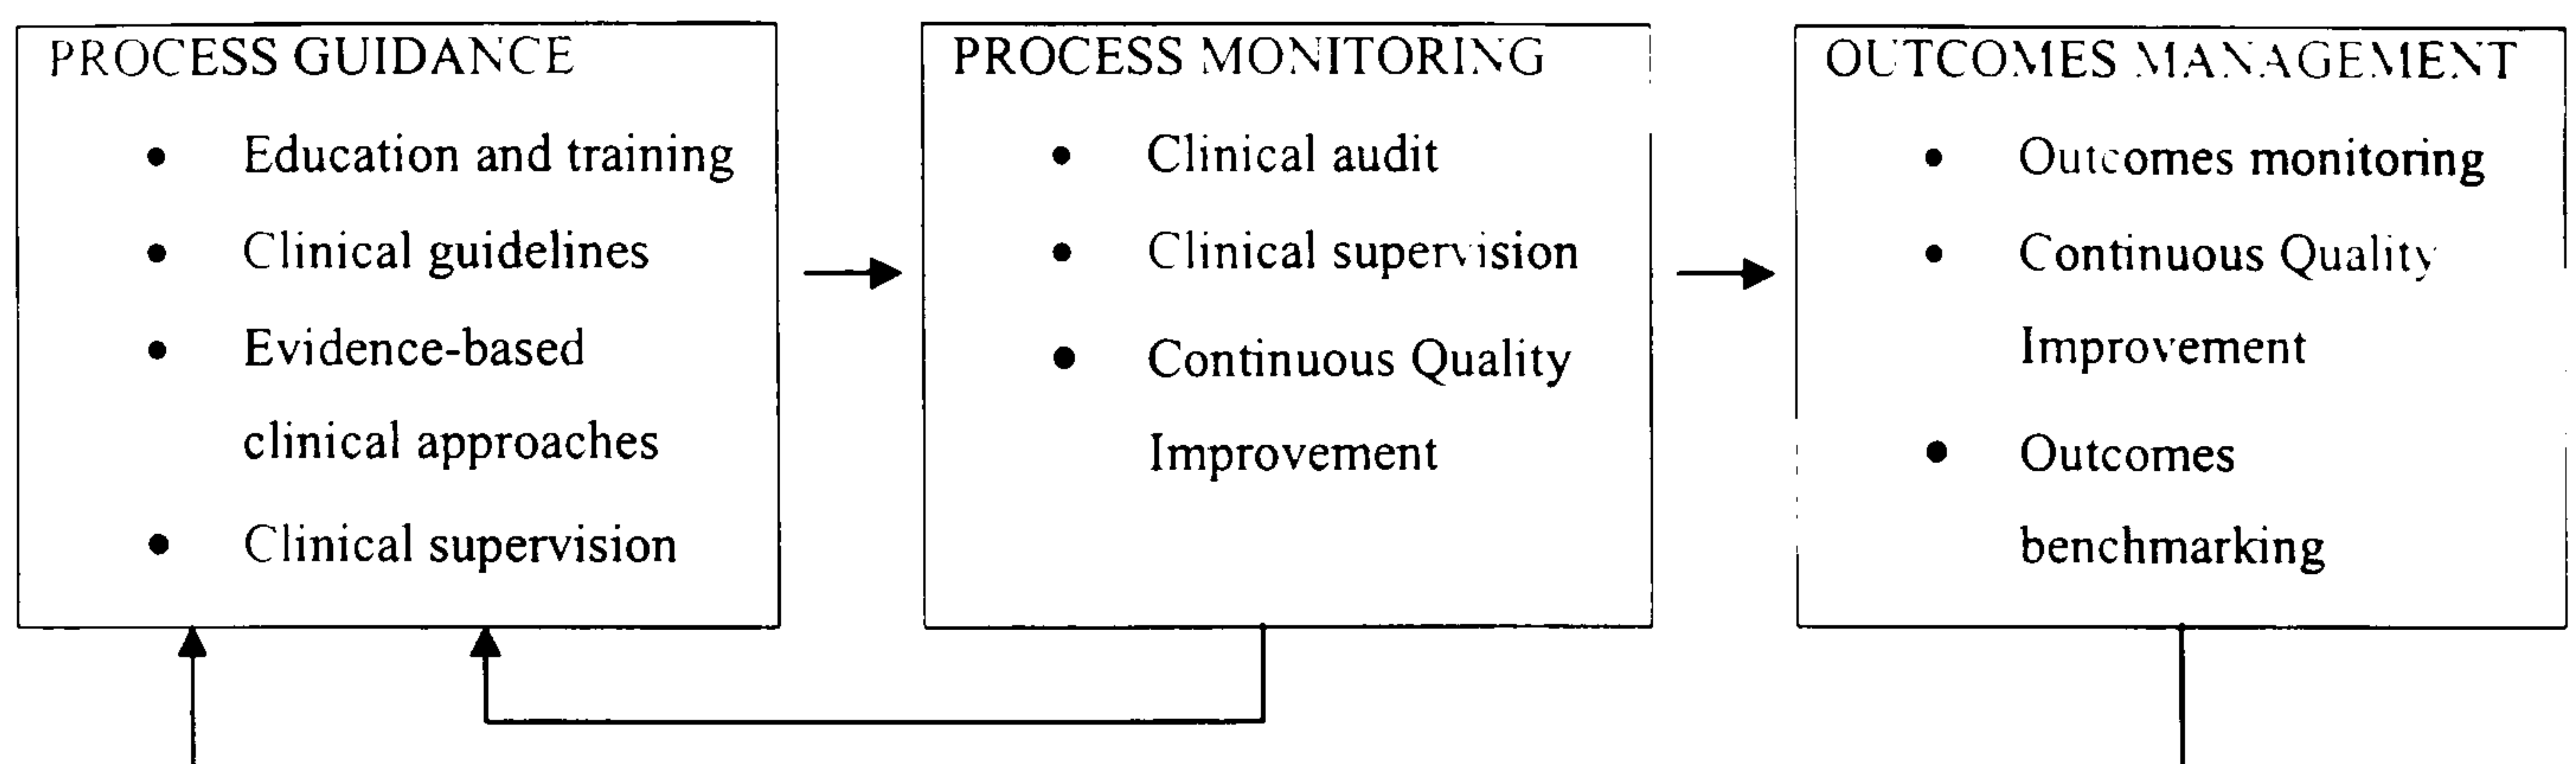 PROCESS GUIDANCE
• Education and training
• Clinical guidelines
• Evidence-based
clinical approaches
• Clinical supervision
PROCESS MONITORING
• Clinical audit
• Clinical supervision
• Continuous Quality
Improvement
OUTCOMES MANAGEMENT
• Outcomes monitoring
• Continuous Quality
Improvement
• Outcomes
benchmarking